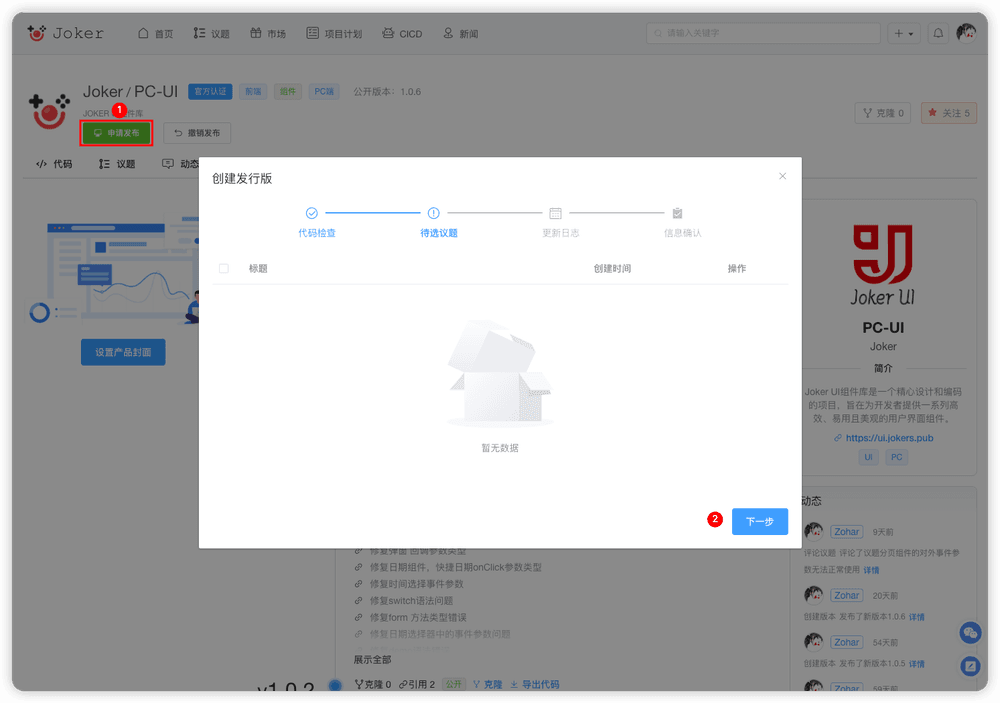 Joker 首页 议题 市场 项目计划 CICD 新闻 请输入关键字
Joker / PC-UI 官方认证 前端 组件 PC端 公开版本：1.0.6
1
申请发布 撤销发布
克隆 0 关注 5
代码 议题 动态
创建发行版
代码检查 待选议题 更新日志 信息确认
标题 创建时间 操作
暂无数据
2 下一步
设置产品封面
Joker UI
PC-UI
Joker
简介
Joker UI组件库是一个精心设计和编码
的项目，旨在为开发者提供一系列高
效、易用且美观的用户界面组件。
https://ui.jokers.pub
UI PC
动态
Zohar 9天前
评论议题 评论了议题分页组件的对外事件参
数无法正常使用 详情
Zohar 20天前
创建版本 发布了新版本1.0.6 详情
Zohar 54天前
创建版本 发布了新版本1.0.5 详情
Zohar 59天前
修复弹窗 回调参数类型
修复日期组件，快捷日期onClick参数类型
修复时间选择事件参数
修复switch语法问题
修复form 方法类型错误
修复日期选择器中的事件参数问题
展示全部
v1.0.2 克隆 0 引用 2 公开 克隆 导出代码